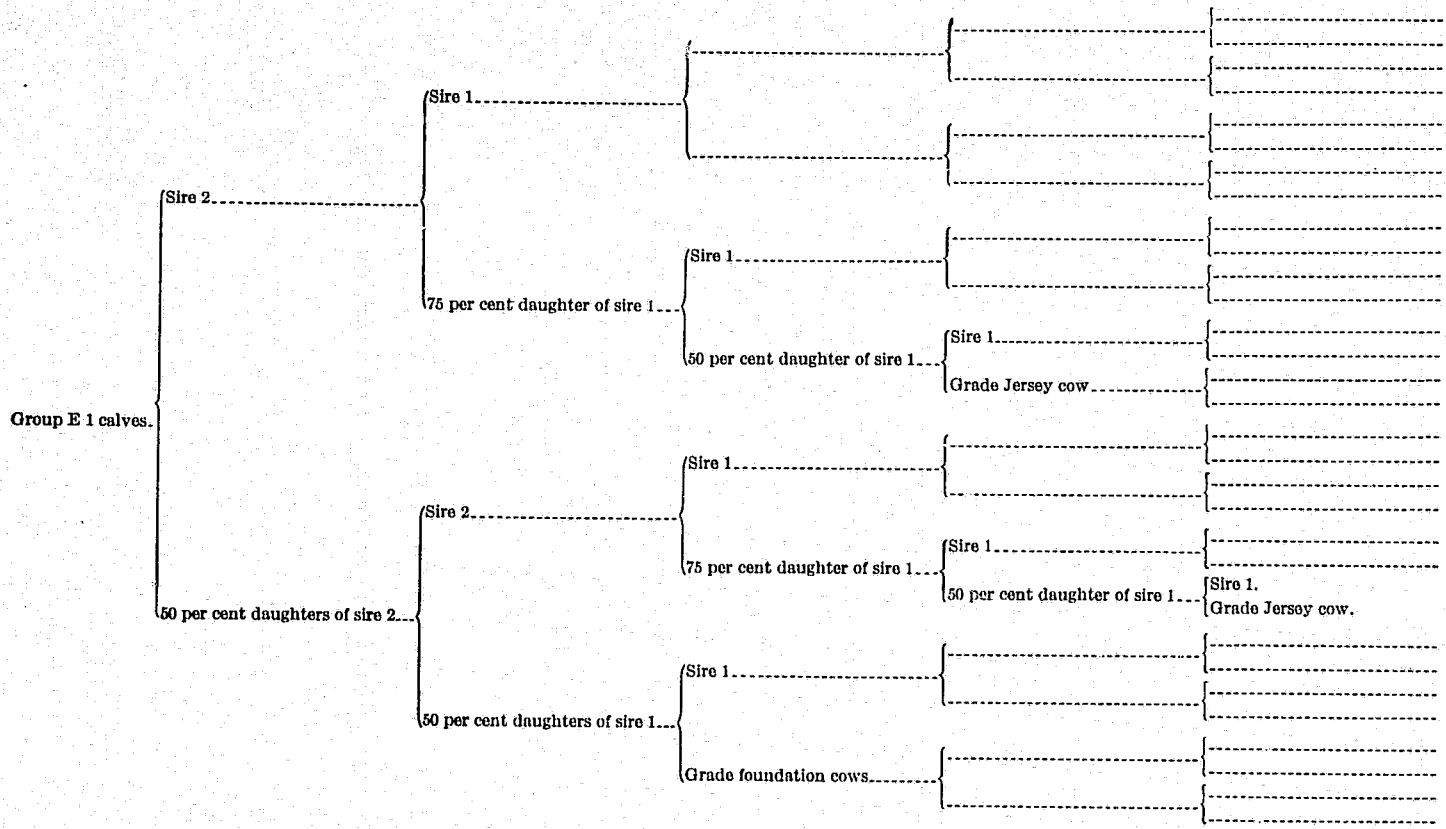 Sire 1
Sire 2
Sire 1
75 per cent daughter of sire 1
Sire 1
50 per cent daughter of sire 1
Grade Jersey cow
Group E 1 calves.
Sire 1
Sire 2
Sire 1
75 per cent daughter of sire 1
50 per cent daughter of sire 1
Sire 1.
Grade Jersey cow.
50 per cent daughters of sire 2
Sire 1
50 per cent daughters of sire 1
Grade foundation cows